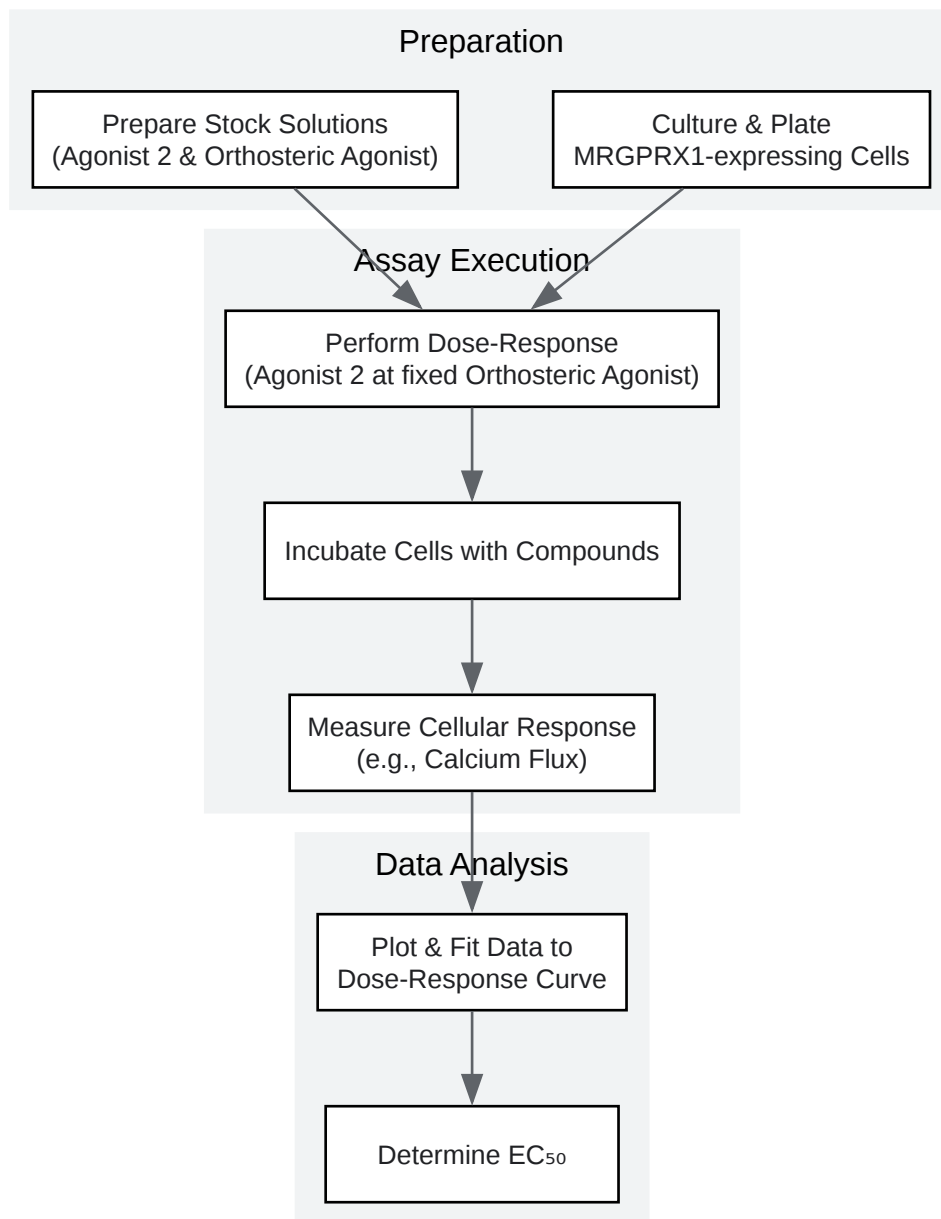 Preparation
Prepare Stock Solutions
(Agonist 2 & Orthosteric Agonist)
Culture & Plate
MRGPRX1-expressing Cells
Assay Execution
Perform Dose-Response
(Agonist 2 at fixed Orthosteric Agonist)
Incubate Cells with Compounds
Measure Cellular Response
(e.g., Calcium Flux)
Data Analysis
Plot & Fit Data to
Dose-Response Curve
Determine EC₅₀